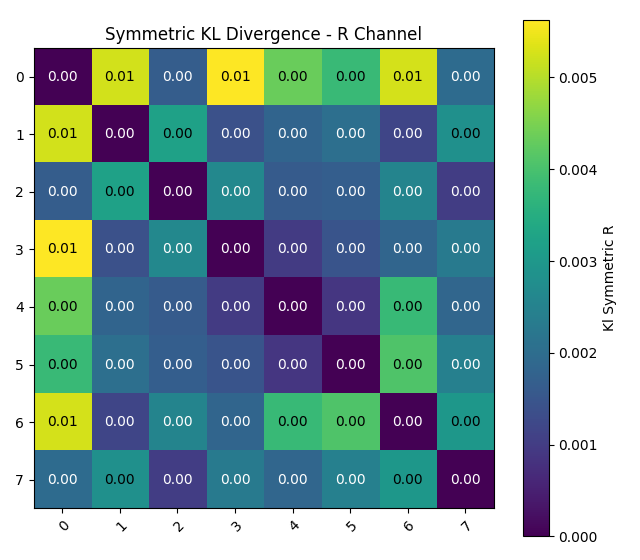 Symmetric KL Divergence - R Channel
0 0.00 0.01 0.00 0.01 0.00 0.00 0.01 0.00
1 0.01 0.00 0.00 0.00 0.00 0.00 0.00 0.00
2 0.00 0.00 0.00 0.00 0.00 0.00 0.00 0.00
3 0.01 0.00 0.00 0.00 0.00 0.00 0.00 0.00
4 0.00 0.00 0.00 0.00 0.00 0.00 0.00 0.00
5 0.00 0.00 0.00 0.00 0.00 0.00 0.00 0.00
6 0.01 0.00 0.00 0.00 0.00 0.00 0.00 0.00
7 0.00 0.00 0.00 0.00 0.00 0.00 0.00 0.00
0 1 2 3 4 5 6 7
0.005
0.004
0.003
0.002
0.001
0.000
Kl Symmetric R